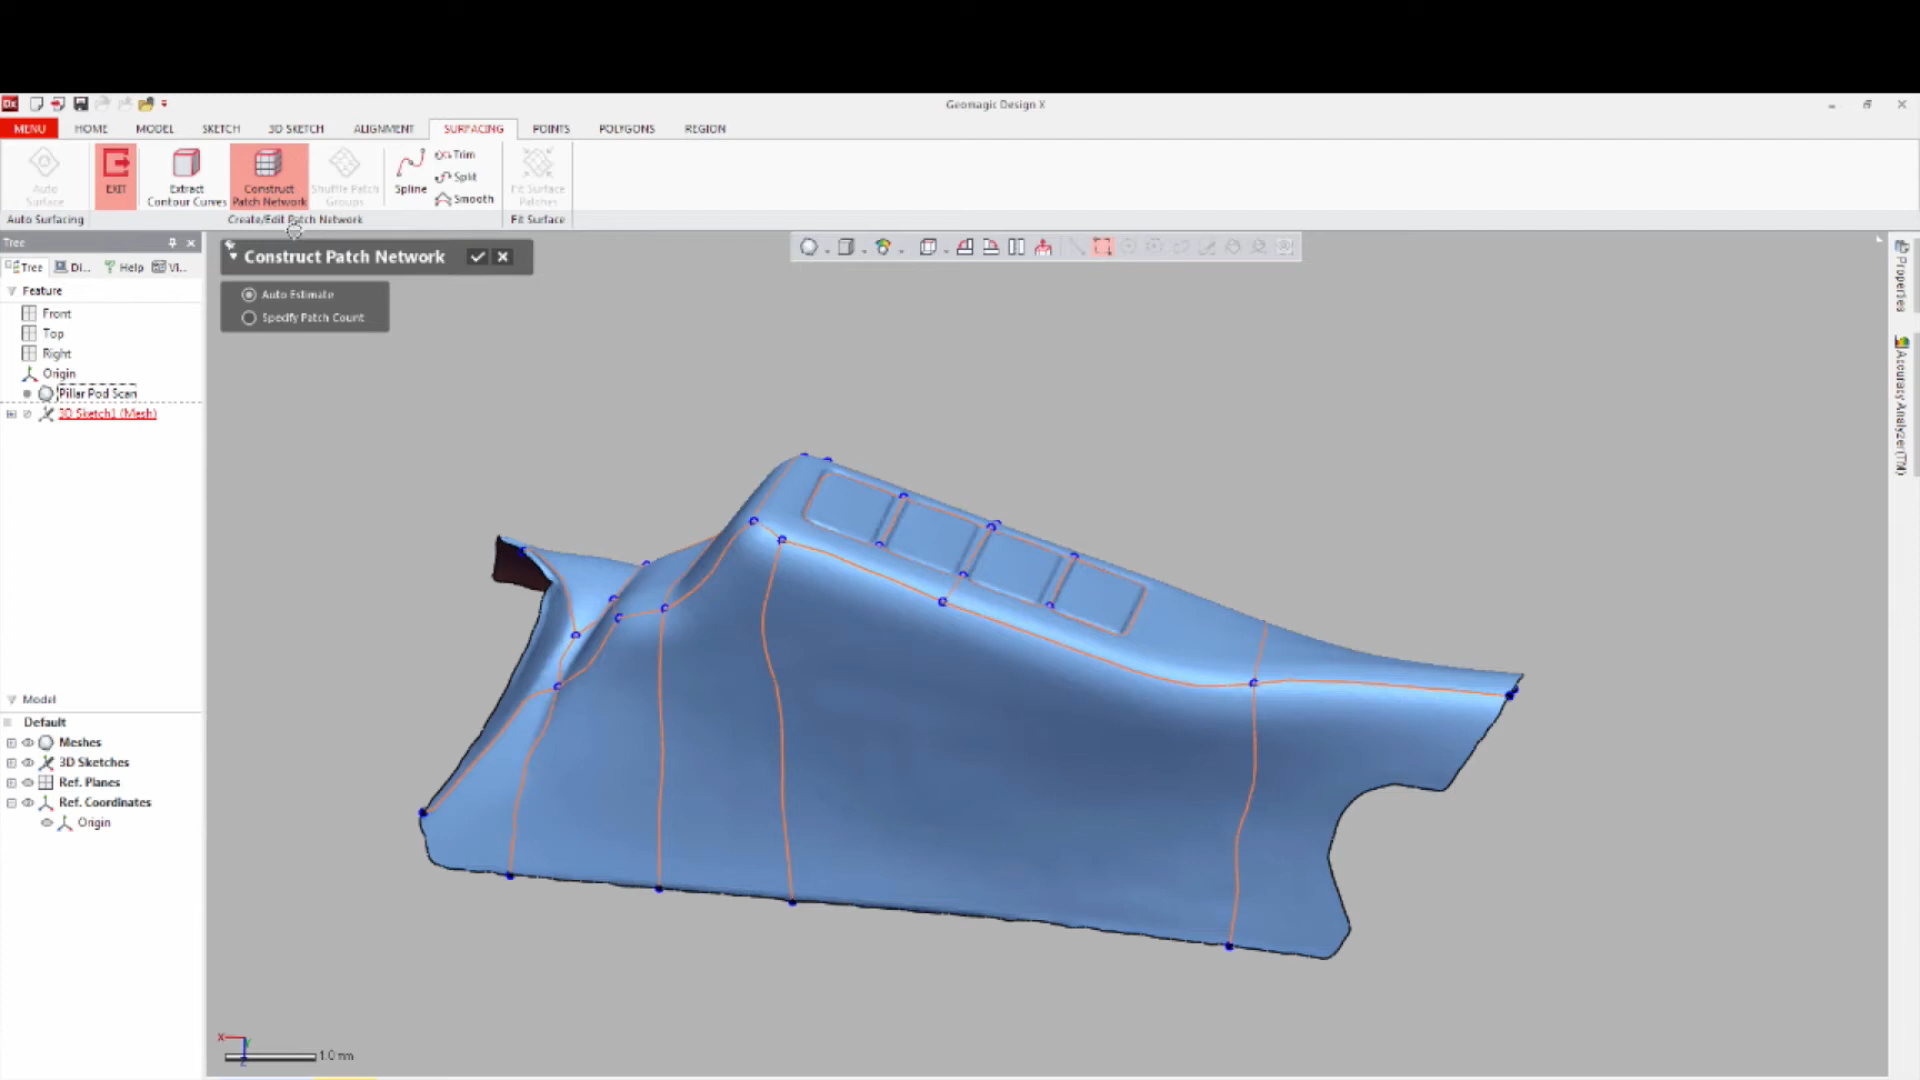 Dx
Geomagic Design X
MENU HOME MODEL SKETCH 3D SKETCH ALIGNMENT SURFACING POINTS POLYGONS REGION
Auto
Surface
EXIT
Extract
Contour Curves
Construct
Patch Network
Shuffle Patch
Groups
Spline
Trim
Split
Smooth
Fit Surface
Patches
Auto Surfacing
Create/Edit Patch Network
Fit Surface
Tree
Tree Di... Help Vi...
Construct Patch Network
Auto Estimate
Specify Patch Count
Feature
Front
Top
Right
Origin
Pillar Pod Scan
3D Sketch1 (Mesh)
Model
Default
Meshes
3D Sketches
Ref. Planes
Ref. Coordinates
Origin
Properties
Accuracy Analyzer(TM)
X
Z
1.0 mm